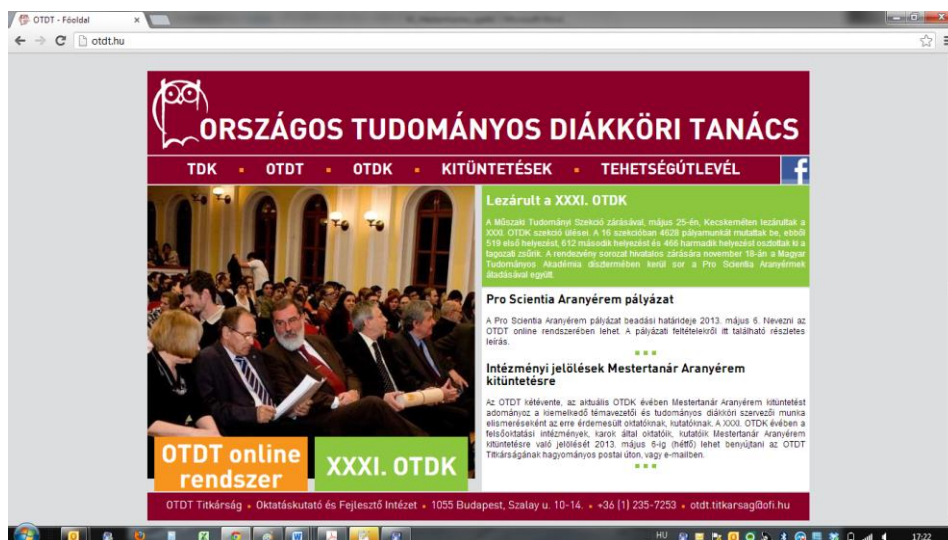 OTDT - Főoldal
otdt.hu
ORSZÁGOS TUDOMÁNYOS DIÁKKÖRI TANÁCS
TDK OTDT OTDK KITÜNTETÉSEK TEHETSÉGÚTLEVÉL
Lezárult a XXXI. OTDK
A Műszaki Tudományi Szekció zárásával, május 25-én, Kecskeméten lezárultak a
XXXI. OTDK szekció ülései. A 16 szekcióban 4628 pályamunkát mutattak be, ebből
519 első helyezést, 612 második helyezést és 466 harmadik helyezést osztottak ki a
tagozati zsűrik. A rendezvény sorozat hivatalos zárására november 18-án a Magyar
Tudományos Akadémia dísztermében kerül sor a Pro Scientia Aranyérmek
átadásával együtt.
Pro Scientia Aranyérem pályázat
A Pro Scientia Aranyérem pályázat beadási határideje 2013. május 6. Nevezni az
OTDT online rendszerében lehet. A pályázati feltételekről itt található részletes
leírás.
Intézményi jelölések Mestertanár Aranyérem
kitüntetésre
Az OTDT kétévente, az aktuális OTDK évében Mestertanár Aranyérem kitüntetést
adományoz a kiemelkedő témavezetői és tudományos diákköri szervezői munka
elismeréseként az erre érdemesült oktatóknak, kutatóknak. A XXXI. OTDK évében a
felsőoktatási intézmények, karok által oktatóik, kutatóik Mestertanár Aranyérem
kitüntetésre való jelölését 2013. május 6-ig (hétfő) lehet benyújtani az OTDT
Titkárságának hagyományos postai úton, vagy e-mailben.
OTDT online
rendszer
XXXI. OTDK
OTDT Titkárság Oktatáskutató és Fejlesztő Intézet 1055 Budapest, Szalay u. 10-14. +36 (1) 235-7253 otdt.titkarsag@ofi.hu
HU
17:22